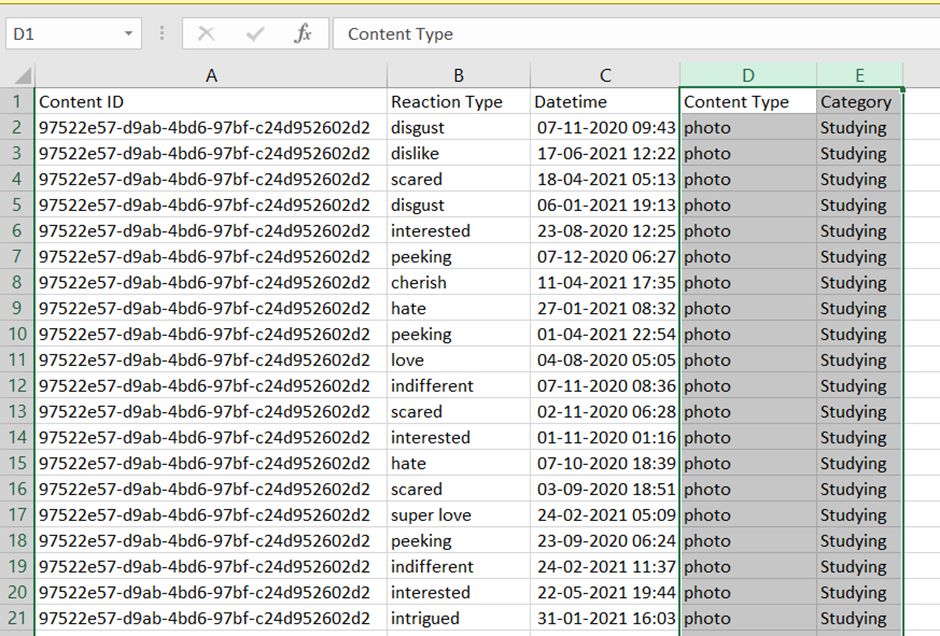 D1 fx Content Type
A B C D E
1 Content ID Reaction Type Datetime Content Type Category
2 97522e57-d9ab-4bd6-97bf-c24d952602d2 disgust 07-11-2020 09:43 photo Studying
3 97522e57-d9ab-4bd6-97bf-c24d952602d2 dislike 17-06-2021 12:22 photo Studying
4 97522e57-d9ab-4bd6-97bf-c24d952602d2 scared 18-04-2021 05:13 photo Studying
5 97522e57-d9ab-4bd6-97bf-c24d952602d2 disgust 06-01-2021 19:13 photo Studying
6 97522e57-d9ab-4bd6-97bf-c24d952602d2 interested 23-08-2020 12:25 photo Studying
7 97522e57-d9ab-4bd6-97bf-c24d952602d2 peeking 07-12-2020 06:27 photo Studying
8 97522e57-d9ab-4bd6-97bf-c24d952602d2 cherish 11-04-2021 17:35 photo Studying
9 97522e57-d9ab-4bd6-97bf-c24d952602d2 hate 27-01-2021 08:32 photo Studying
10 97522e57-d9ab-4bd6-97bf-c24d952602d2 peeking 01-04-2021 22:54 photo Studying
11 97522e57-d9ab-4bd6-97bf-c24d952602d2 love 04-08-2020 05:05 photo Studying
12 97522e57-d9ab-4bd6-97bf-c24d952602d2 indifferent 07-11-2020 08:36 photo Studying
13 97522e57-d9ab-4bd6-97bf-c24d952602d2 scared 02-11-2020 06:28 photo Studying
14 97522e57-d9ab-4bd6-97bf-c24d952602d2 interested 01-11-2020 01:16 photo Studying
15 97522e57-d9ab-4bd6-97bf-c24d952602d2 hate 07-10-2020 18:39 photo Studying
16 97522e57-d9ab-4bd6-97bf-c24d952602d2 scared 03-09-2020 18:51 photo Studying
17 97522e57-d9ab-4bd6-97bf-c24d952602d2 super love 24-02-2021 05:09 photo Studying
18 97522e57-d9ab-4bd6-97bf-c24d952602d2 peeking 23-09-2020 06:24 photo Studying
19 97522e57-d9ab-4bd6-97bf-c24d952602d2 indifferent 24-02-2021 11:37 photo Studying
20 97522e57-d9ab-4bd6-97bf-c24d952602d2 interested 22-05-2021 19:44 photo Studying
21 97522e57-d9ab-4bd6-97bf-c24d952602d2 intrigued 31-01-2021 16:03 photo Studying